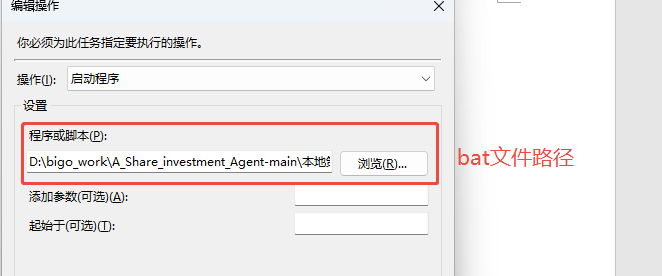 编辑操作
你必须为此任务指定要执行的操作。
操作(I):
启动程序
设置
程序或脚本(P):
D:\bigo_work\A_Share_investment_Agent-main\本地
浏览(R)...
bat文件路径
添加参数(可选)(A):
起始于(可选)(T):